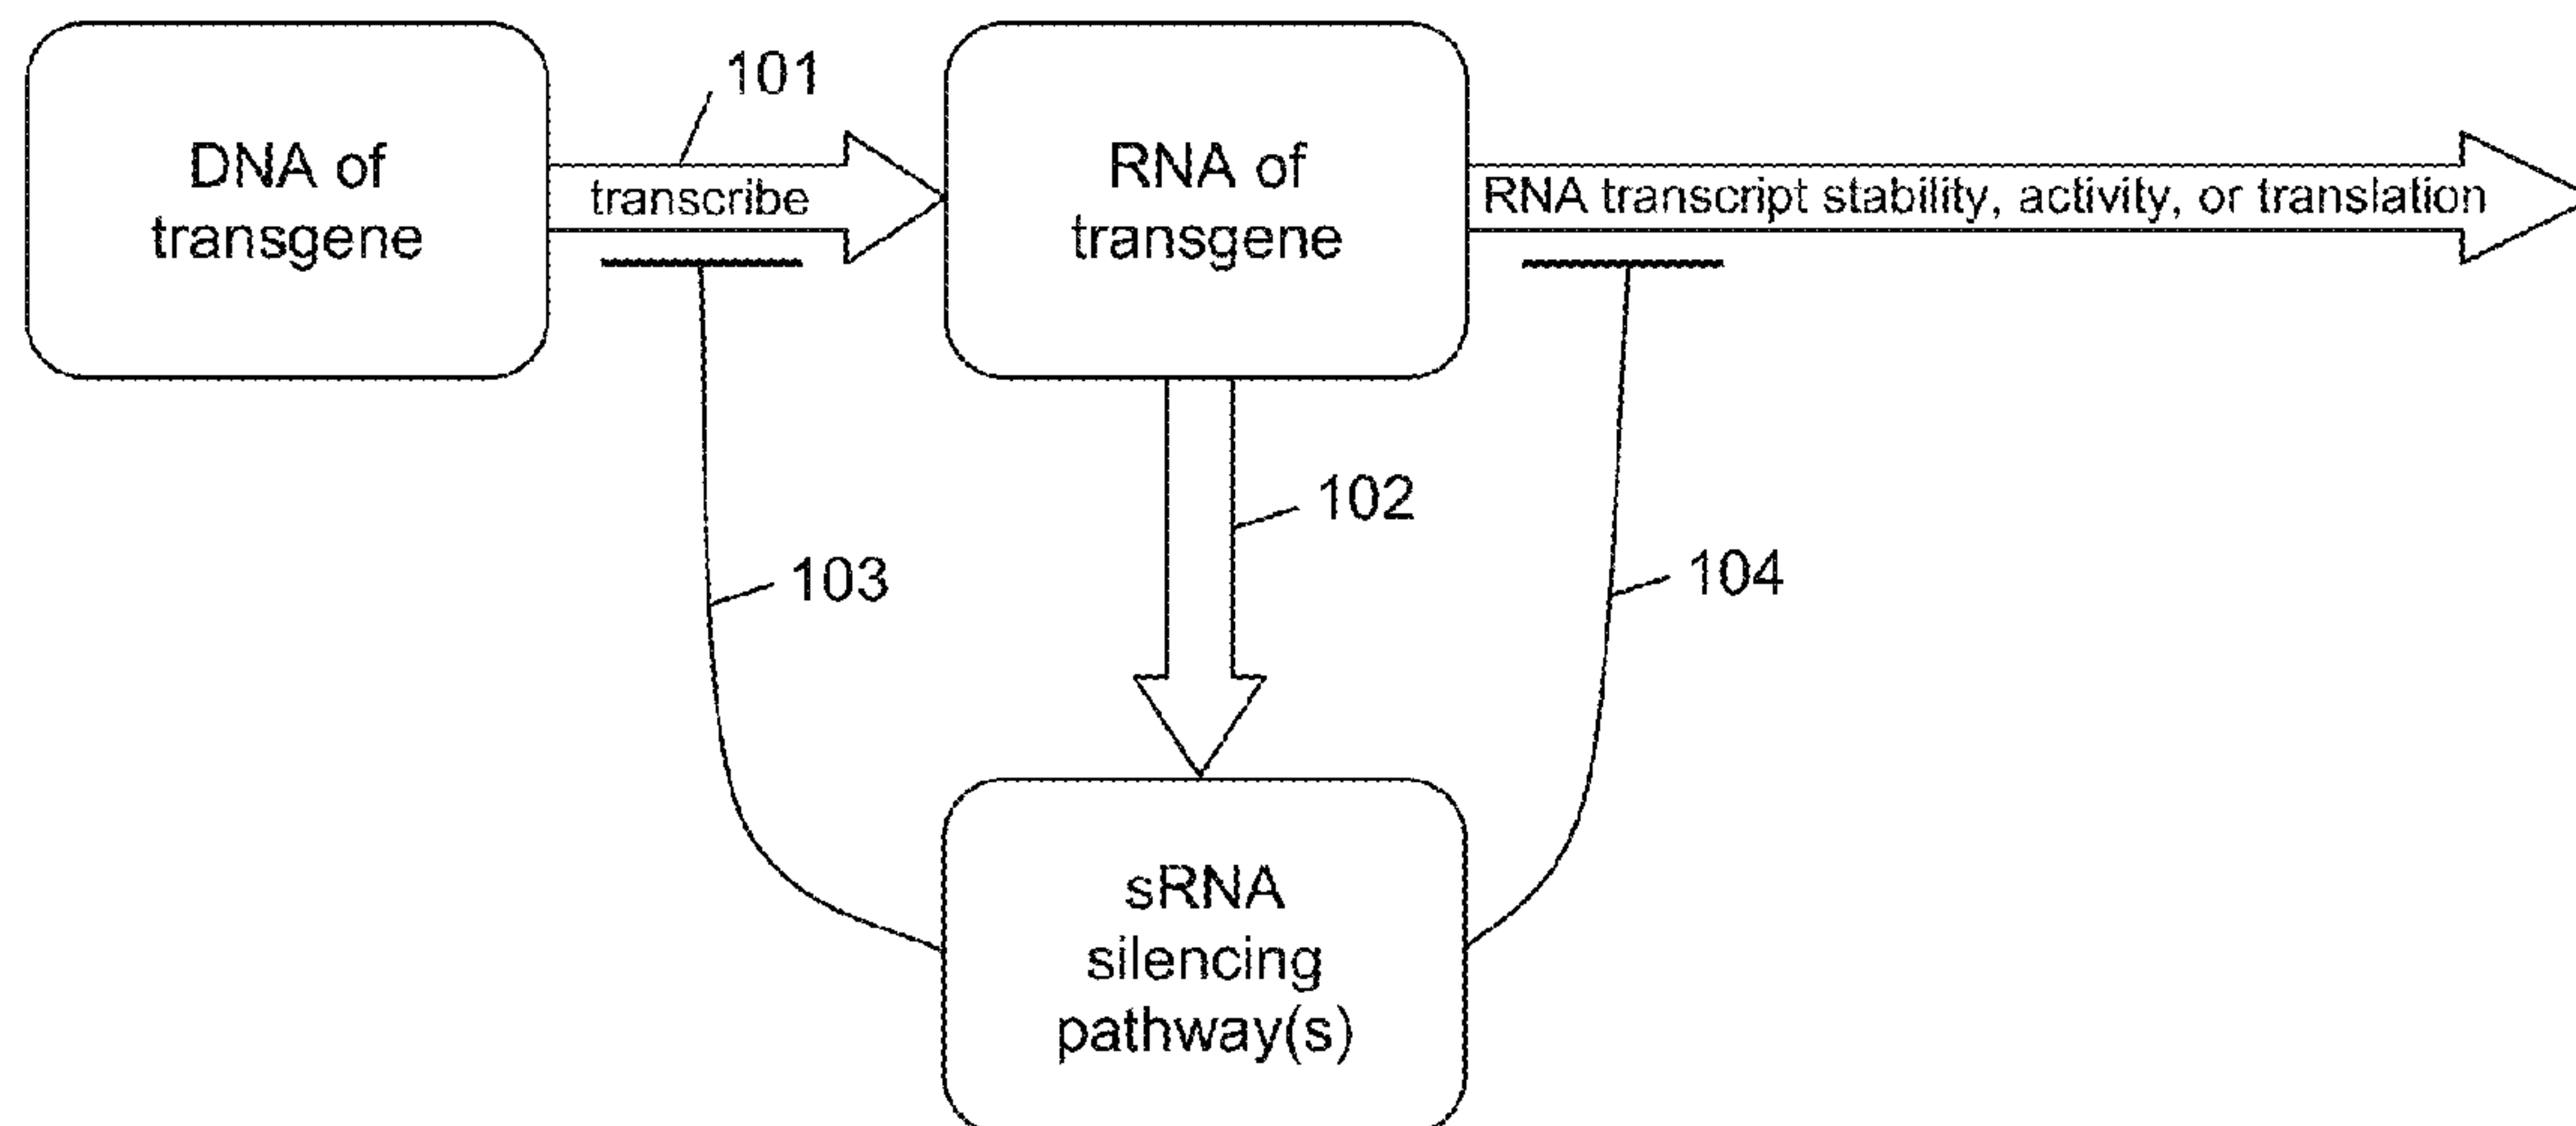 101
DNA of
transgene
transcribe
RNA of
transgene
RNA transcript stability, activity, or translation
102
103
104
sRNA
silencing
pathway(s)